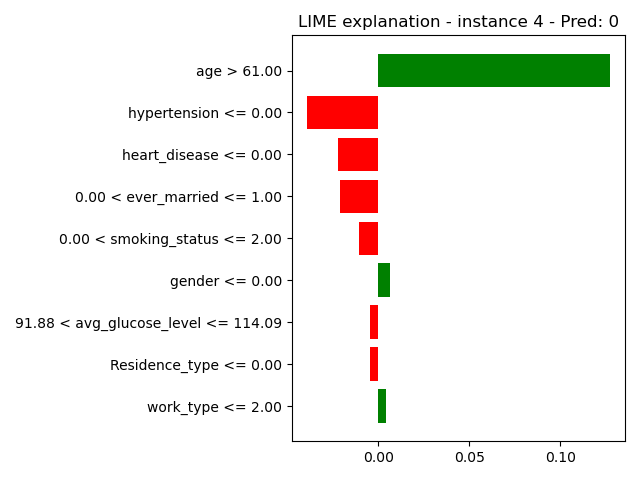 LIME explanation - instance 4 - Pred: 0
age > 61.00
hypertension <= 0.00
heart_disease <= 0.00
0.00 < ever_married <= 1.00
0.00 < smoking_status <= 2.00
gender <= 0.00
91.88 < avg_glucose_level <= 114.09
Residence_type <= 0.00
work_type <= 2.00
0.00 0.05 0.10